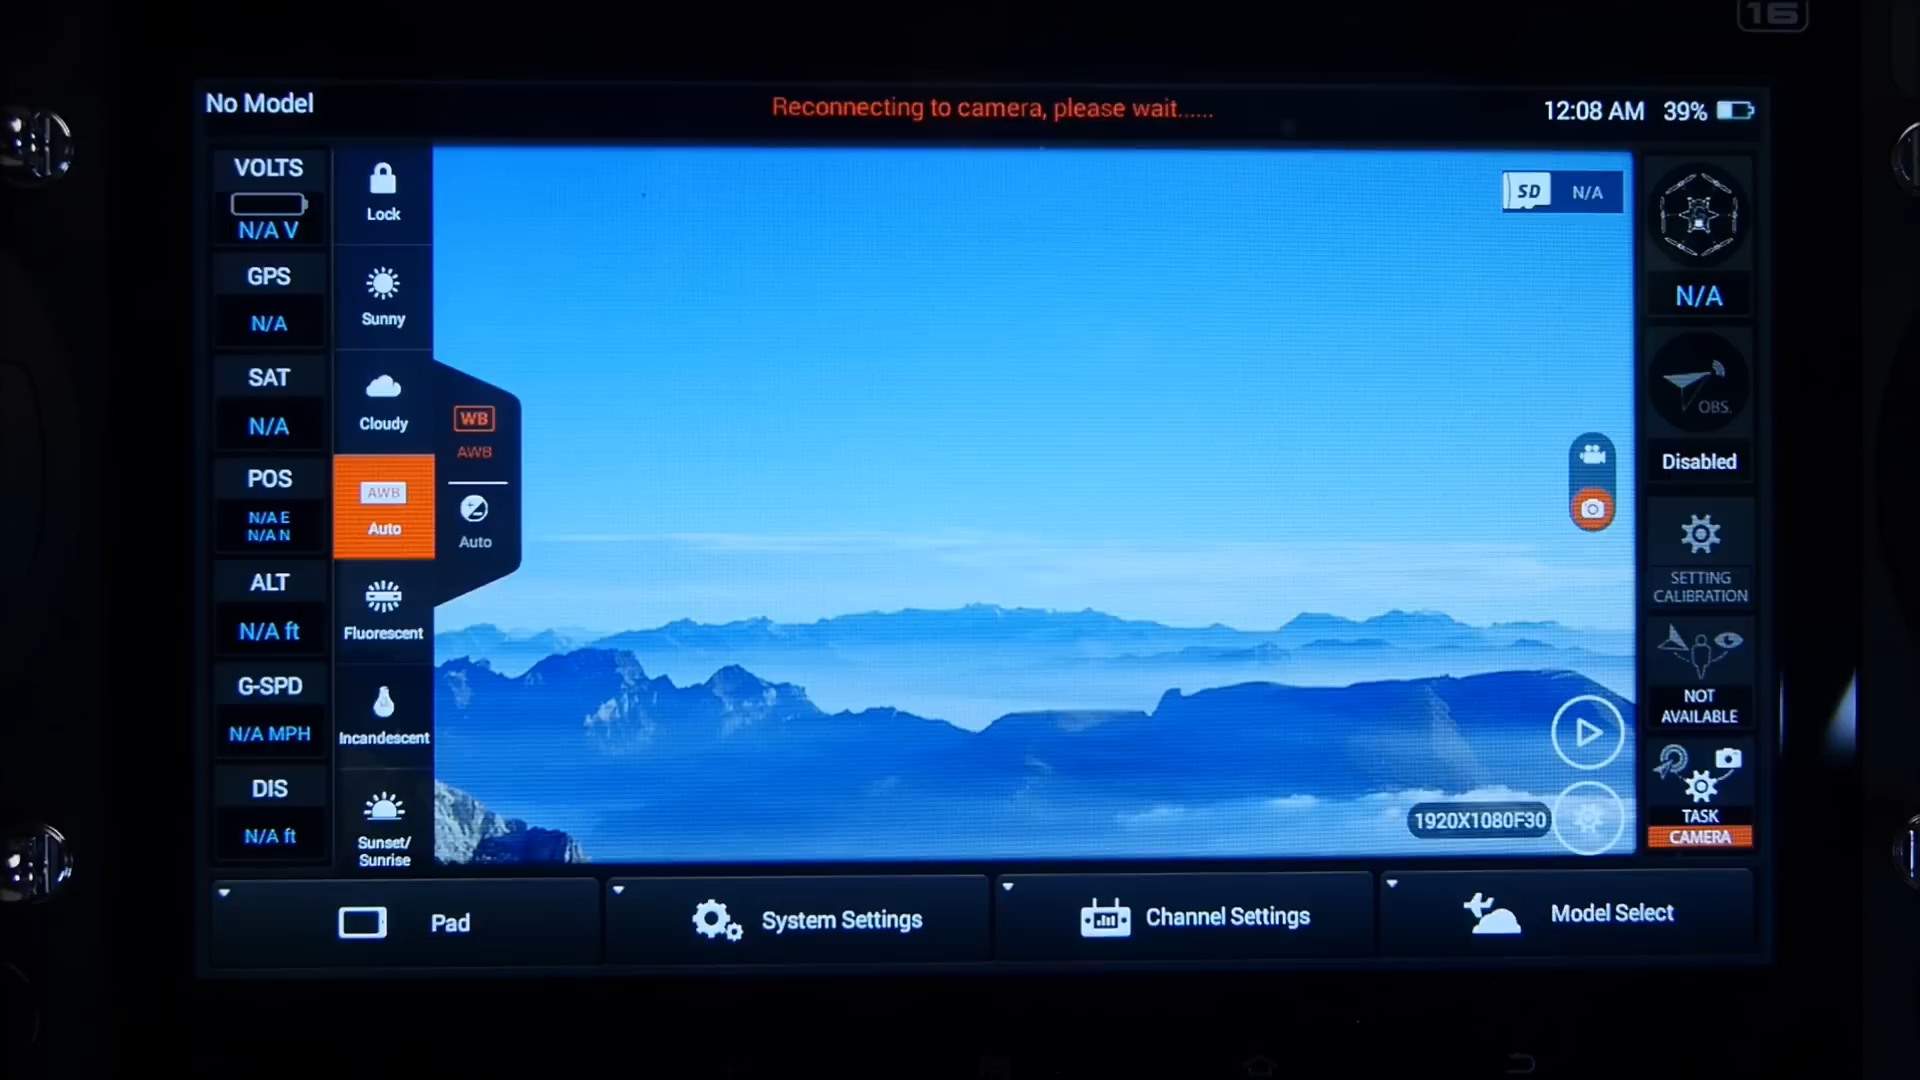 16
No Model
Reconnecting to camera, please wait......
12:08 AM 39%
VOLTS
N/A V
GPS
N/A
SAT
N/A
POS
N/A E
N/A N
ALT
N/A ft
G-SPD
N/A MPH
DIS
N/A ft
Lock
Sunny
Cloudy
AWB
Auto
Fluorescent
Incandescent
Sunset/
Sunrise
WB
AWB
Auto
SD N/A
1920X1080F30
N/A
OBS.
Disabled
SETTING
CALIBRATION
NOT
AVAILABLE
TASK
CAMERA
Pad
System Settings
Channel Settings
Model Select